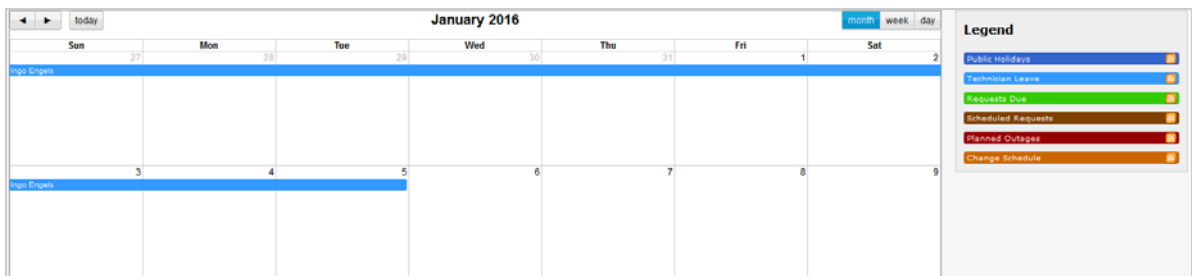 today January 2016 month week day
Sun Mon Tue Wed Thu Fri Sat
27 28 29 30 31 1 2
Ingo Engels
3 4 5 6 7 8 9
Ingo Engels
Legend
Public Holidays
Technician Leave
Requests Due
Scheduled Requests
Planned Outages
Change Schedule